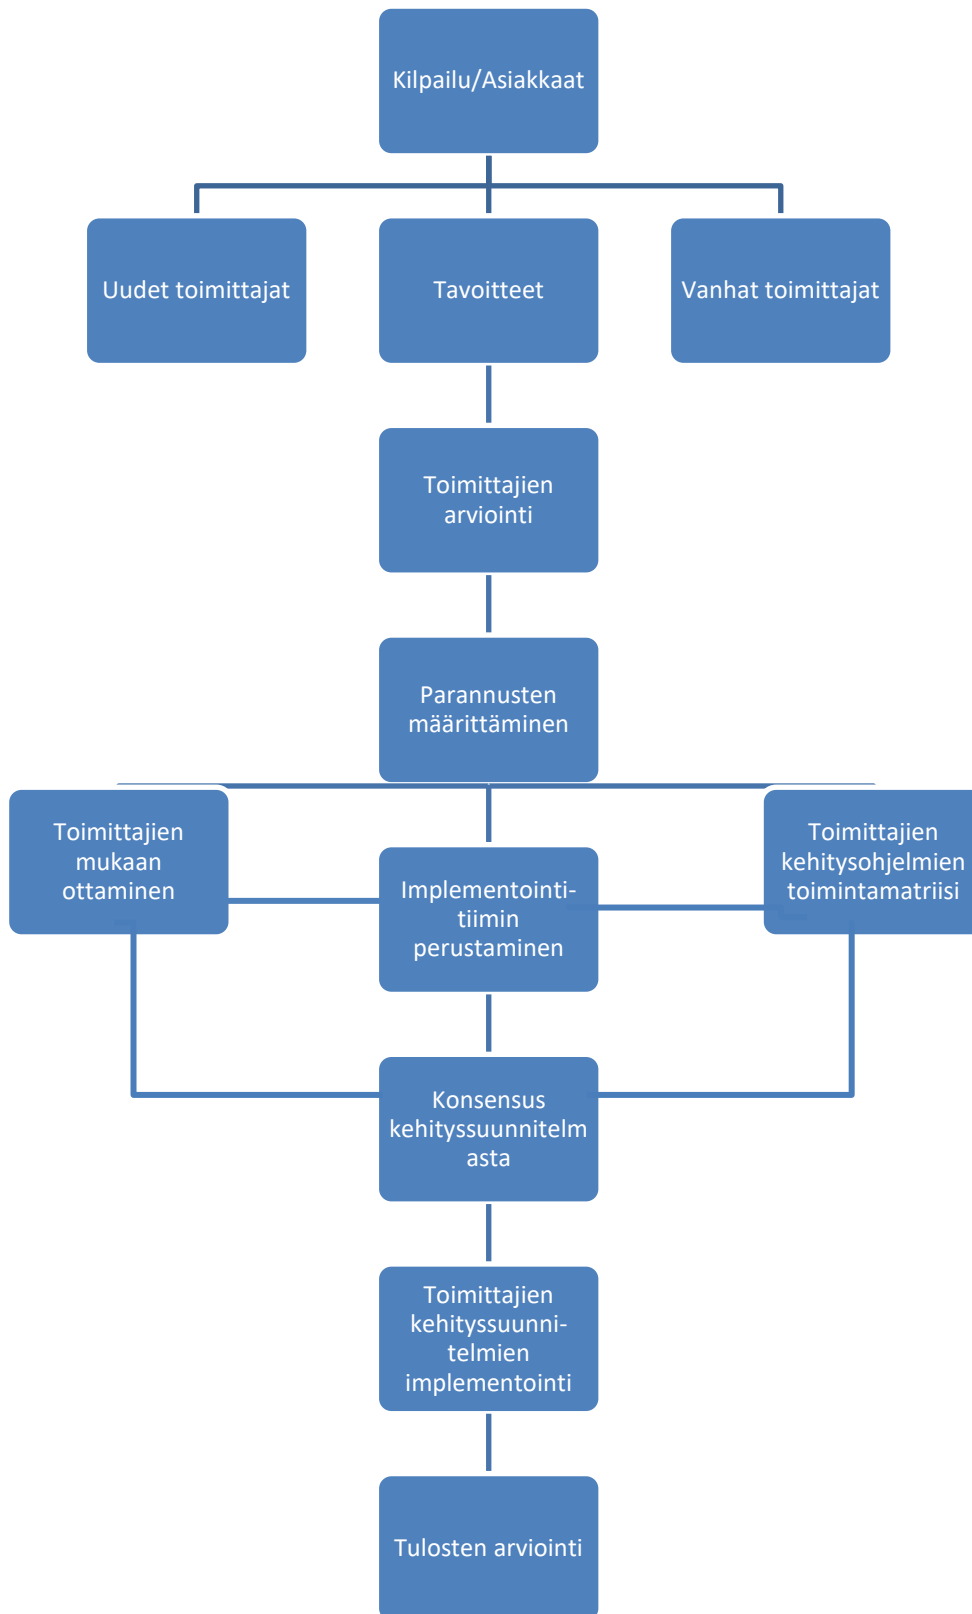 Kilpailu/Asiakkaat
Uudet toimittajat
Tavoitteet
Vanhat toimittajat
Toimittajien
arviointi
Parannusten
määrittäminen
Toimittajien
mukaan
ottaminen
Implementointi-
tiimin
perustaminen
Toimittajien
kehitysohjelmien
toimintamatriisi
Konsensus
kehityssuunnitelm
asta
Toimittajien
kehityssuunni-
telmien
implementointi
Tulosten arviointi